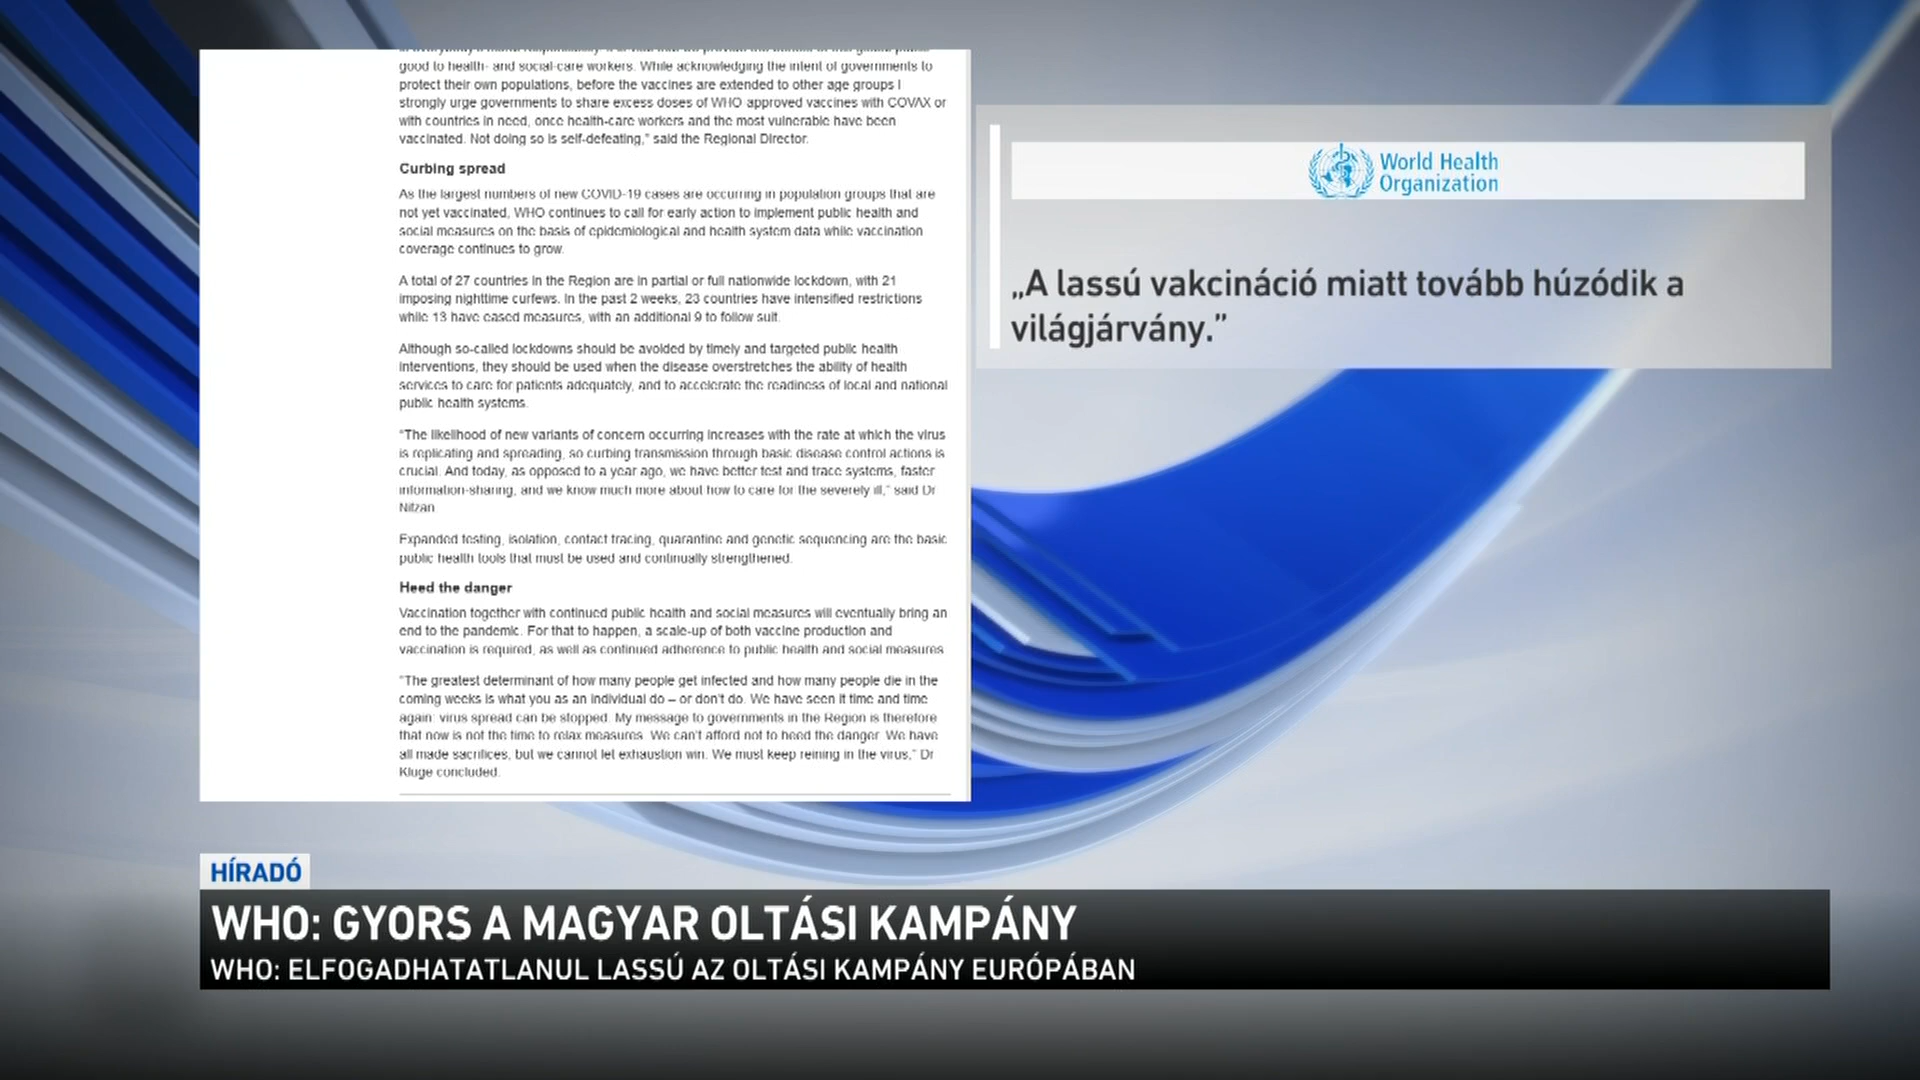 good to health- and social-care workers. While acknowledging the intent of governments to
protect their own populations, before the vaccines are extended to other age groups I
strongly urge governments to share excess doses of WHO approved vaccines with COVAX or
with countries in need, once health-care workers and the most vulnerable have been
vaccinated. Not doing so is self-defeating,” said the Regional Director.
Curbing spread
As the largest numbers of new COVID-19 cases are occurring in population groups that are
not yet vaccinated, WHO continues to call for early action to implement public health and
social measures on the basis of epidemiological and health system data while vaccination
coverage continues to grow.
A total of 27 countries in the Region are in partial or full nationwide lockdown, with 21
imposing nighttime curfews. In the past 2 weeks, 23 countries have intensified restrictions
while 13 have eased measures, with an additional 9 to follow suit.
Although so-called lockdowns should be avoided by timely and targeted public health
interventions, they should be used when the disease overstretches the ability of health
services to care for patients adequately, and to accelerate the readiness of local and national
public health systems.
“The likelihood of new variants of concern occurring increases with the rate at which the virus
is replicating and spreading, so curbing transmission through basic disease control actions is
crucial. And today, as opposed to a year ago, we have better test and trace systems, faster
information-sharing, and we know much more about how to care for the severely ill,” said Dr
Nitzan
Expanded testing, isolation, contact tracing, quarantine and genetic sequencing are the basic
public health tools that must be used and continually strengthened.
Heed the danger
Vaccination together with continued public health and social measures will eventually bring an
end to the pandemic. For that to happen, a scale-up of both vaccine production and
vaccination is required, as well as continued adherence to public health and social measures
“The greatest determinant of how many people get infected and how many people die in the
coming weeks is what you as an individual do – or don’t do. We have seen it time and time
again: virus spread can be stopped. My message to governments in the Region is therefore
that now is not the time to relax measures. We can’t afford not to heed the danger. We have
all made sacrifices, but we cannot let exhaustion win. We must keep reining in the virus,” Dr
Kluge concluded.
World Health
Organization
„A lassú vakcináció miatt tovább húzódik a
világjárvány.”
HÍRADÓ
WHO: GYORS A MAGYAR OLTÁSI KAMPÁNY
WHO: ELFOGADHATATLANUL LASSÚ AZ OLTÁSI KAMPÁNY EURÓPÁBAN